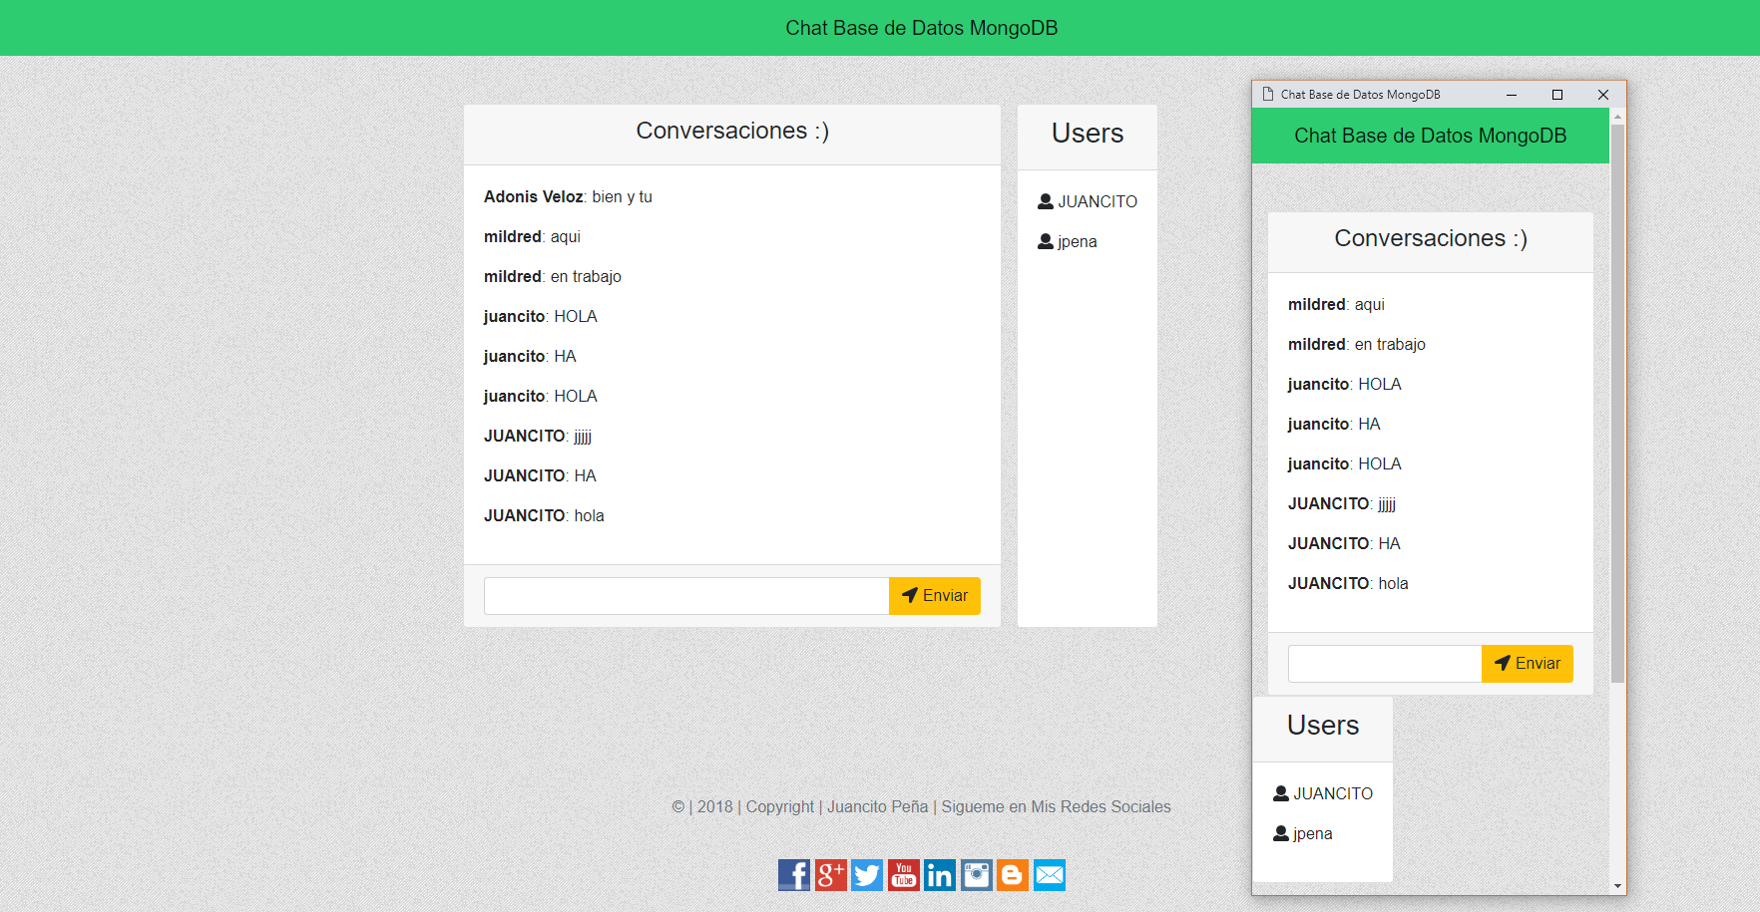 Chat Base de Datos MongoDB
Conversaciones :)
Adonis Veloz: bien y tu
mildred: aqui
mildred: en trabajo
juancito: HOLA
juancito: HA
juancito: HOLA
JUANCITO: jjjjj
JUANCITO: HA
JUANCITO: hola
Enviar
Users
JUANCITO
jpena
Chat Base de Datos MongoDB
Chat Base de Datos MongoDB
Conversaciones :)
mildred: aqui
mildred: en trabajo
juancito: HOLA
juancito: HA
juancito: HOLA
JUANCITO: jjjjj
JUANCITO: HA
JUANCITO: hola
Enviar
Users
JUANCITO
jpena
© | 2018 | Copyright | Juancito Peña | Sigueme en Mis Redes Sociales
f g+ You Tube in B